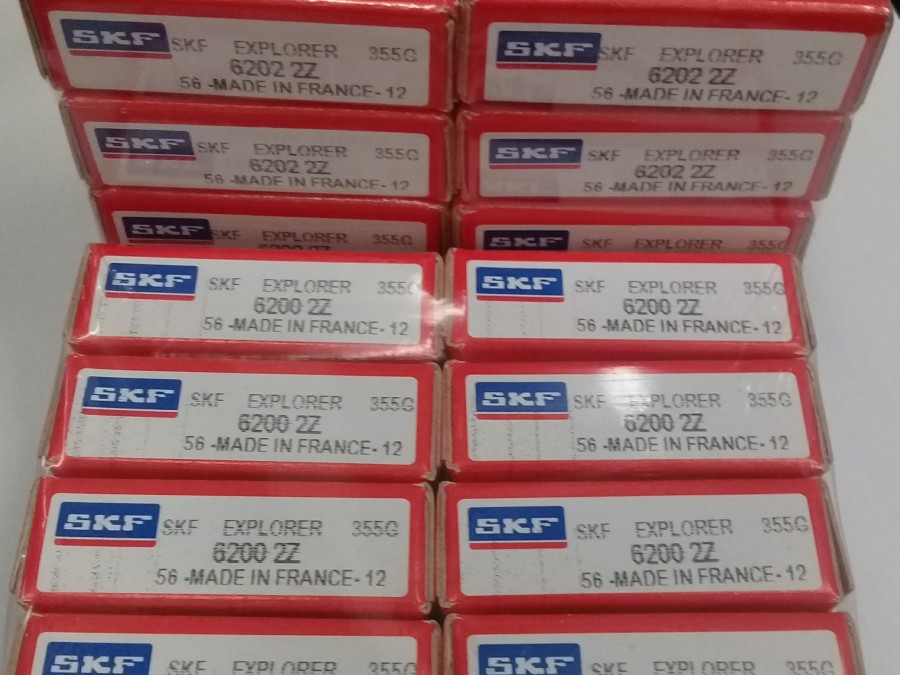 SKF SKF EXPLORER 355G
6202 2Z
56 -MADE IN FRANCE- 12
SKF SKF EXPLORER 355G
6202 2Z
56 -MADE IN FRANCE- 12
SKF SKF EXPLORER 355G
6202 2Z
56 -MADE IN FRANCE- 12
SKF SKF EXPLORER 355G
6202 2Z
56 -MADE IN FRANCE- 12
SKF SKF EXPLORER 355G
SKF SKF EXPLORER 355G
SKF SKF EXPLORER 355G
6200 2Z
56 -MADE IN FRANCE- 12
SKF SKF EXPLORER 355G
6200 2Z
56 -MADE IN FRANCE- 12
SKF SKF EXPLORER 355G
6200 2Z
56 -MADE IN FRANCE- 12
SKF SKF EXPLORER 355G
6200 2Z
56 -MADE IN FRANCE- 12
SKF SKF EXPLORER 355G
6200 2Z
56 -MADE IN FRANCE- 12
SKF SKF EXPLORER 355G
6200 2Z
56 -MADE IN FRANCE- 12
SKF SKF EXPLORER 355G
SKF SKF EXPLORER 355G